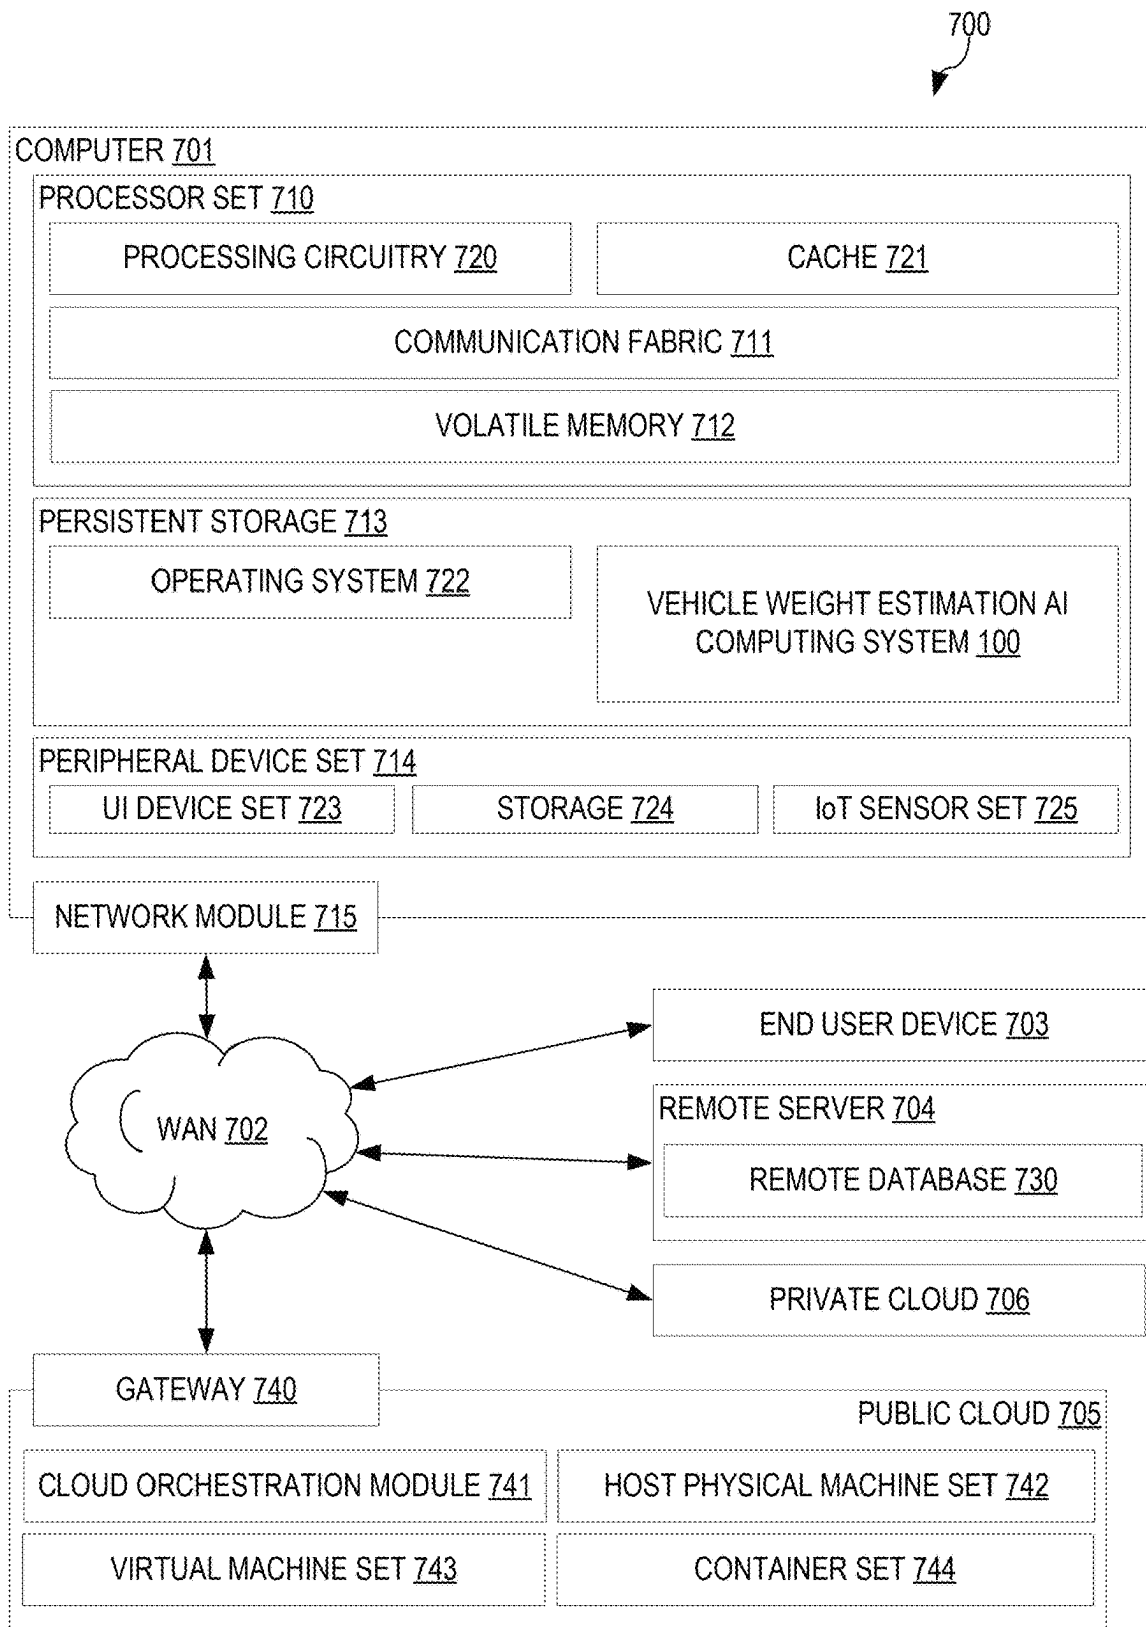 700
COMPUTER 701
PROCESSOR SET 710
PROCESSING CIRCUITRY 720
CACHE 721
COMMUNICATION FABRIC 711
VOLATILE MEMORY 712
PERSISTENT STORAGE 713
OPERATING SYSTEM 722
VEHICLE WEIGHT ESTIMATION AI
COMPUTING SYSTEM 100
PERIPHERAL DEVICE SET 714
UI DEVICE SET 723
STORAGE 724
IoT SENSOR SET 725
NETWORK MODULE 715
END USER DEVICE 703
WAN 702
REMOTE SERVER 704
REMOTE DATABASE 730
PRIVATE CLOUD 706
GATEWAY 740
PUBLIC CLOUD 705
CLOUD ORCHESTRATION MODULE 741
HOST PHYSICAL MACHINE SET 742
VIRTUAL MACHINE SET 743
CONTAINER SET 744